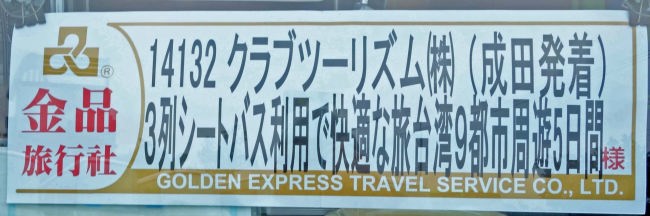 ®
金品
旅行社
14132 クラブツーリズム㈱（成田発着）
3列シートバス利用で快適な旅台湾9都市周遊5日間様
GOLDEN EXPRESS TRAVEL SERVICE CO., LTD.